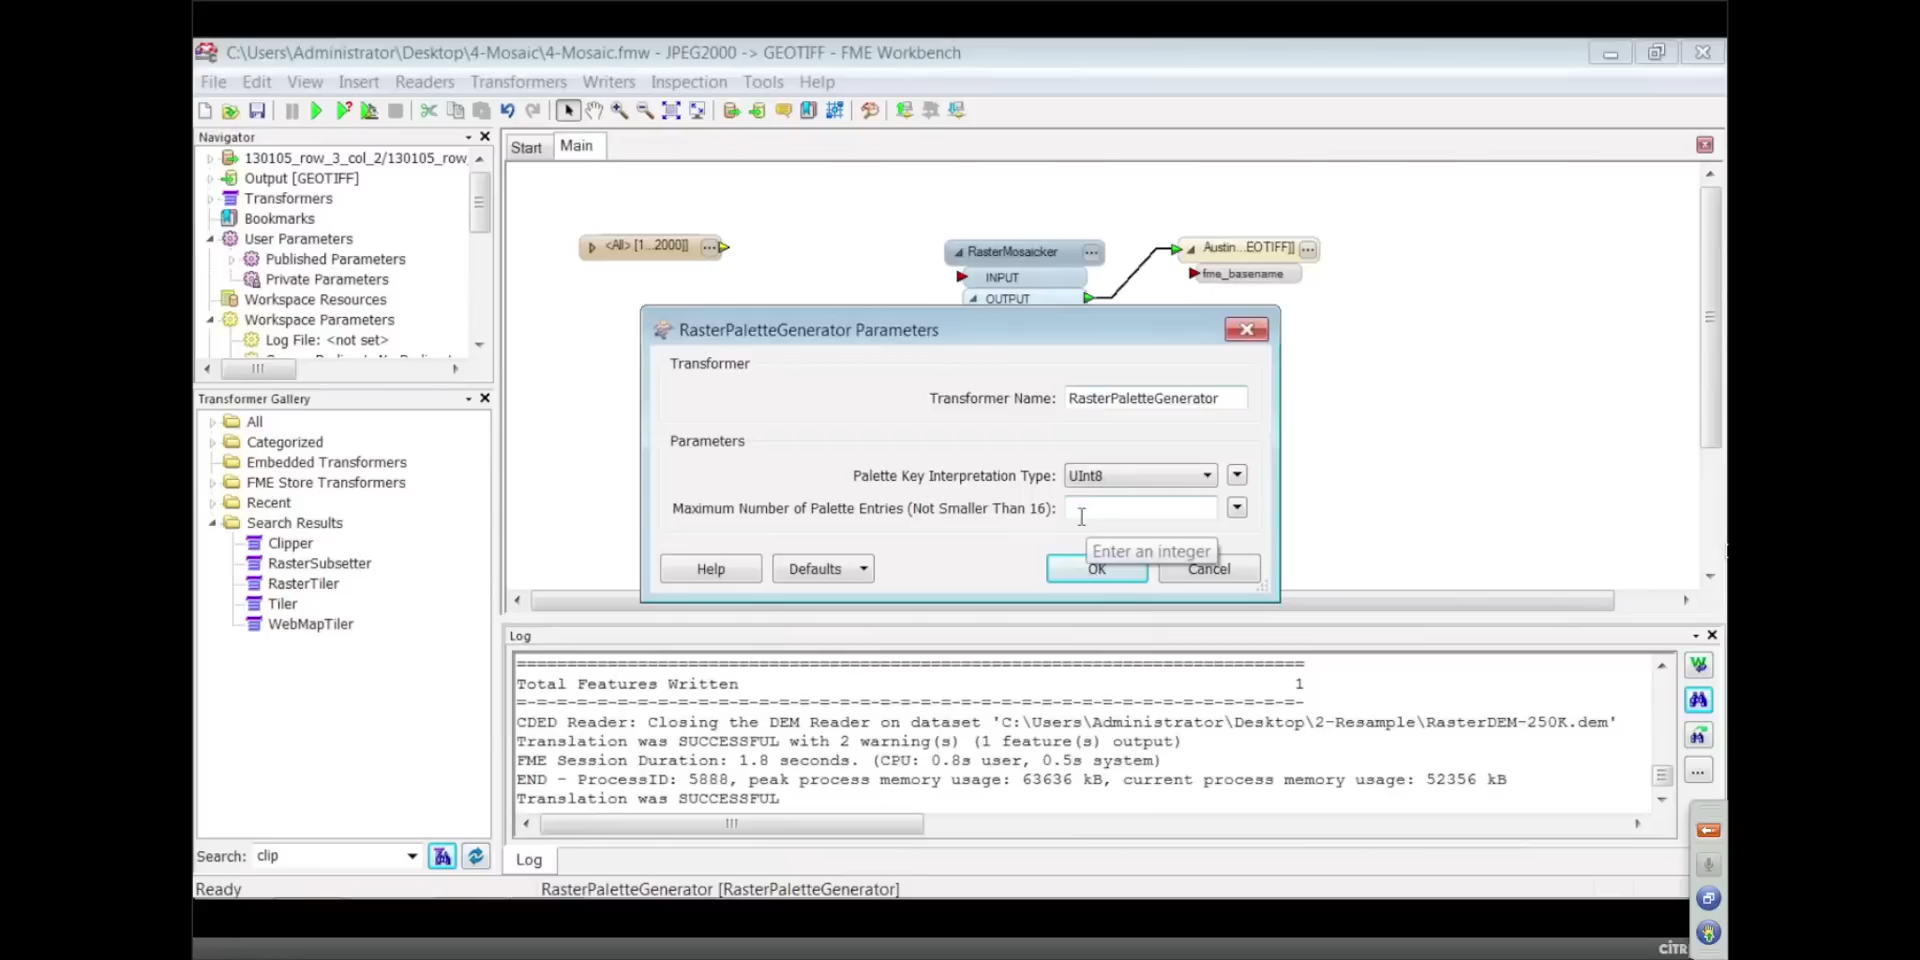 C:\Users\Administrator\Desktop\4-Mosaic\4-Mosaic.fmw - JPEG2000 -> GEOTIFF - FME Workbench
File Edit View Insert Readers Transformers Writers Inspection Tools Help
Navigator
130105_row_3_col_2/130105_row_
Output [GEOTIFF]
Transformers
Bookmarks
User Parameters
Published Parameters
Private Parameters
Workspace Resources
Workspace Parameters
Log File: <not set>
Transformer Gallery
All
Categorized
Embedded Transformers
FME Store Transformers
Recent
Search Results
Clipper
RasterSubsetter
RasterTiler
Tiler
WebMapTiler
Search: clip
Ready
Start Main
<All> [1...2000]]
RasterMosaicker
INPUT
OUTPUT
Austin...EOTIFF]]
fme_basename
RasterPaletteGenerator Parameters
Transformer
Transformer Name: RasterPaletteGenerator
Parameters
Palette Key Interpretation Type: UInt8
Maximum Number of Palette Entries (Not Smaller Than 16):
Enter an integer
Help Defaults OK Cancel
Log
================================================================================
Total Features Written 1
=-=-=-=-=-=-=-=-=-=-=-=-=-=-=-=-=-=-=-=-=-=-=-=-=-=-=-=-=-=-=-=-=-=-=-=-=-=-=-=-
CDED Reader: Closing the DEM Reader on dataset 'C:\Users\Administrator\Desktop\2-Resample\RasterDEM-250K.dem'
Translation was SUCCESSFUL with 2 warning(s) (1 feature(s) output)
FME Session Duration: 1.8 seconds. (CPU: 0.8s user, 0.5s system)
END - ProcessID: 5888, peak process memory usage: 63636 kB, current process memory usage: 52356 kB
Translation was SUCCESSFUL
Log
RasterPaletteGenerator [RasterPaletteGenerator]